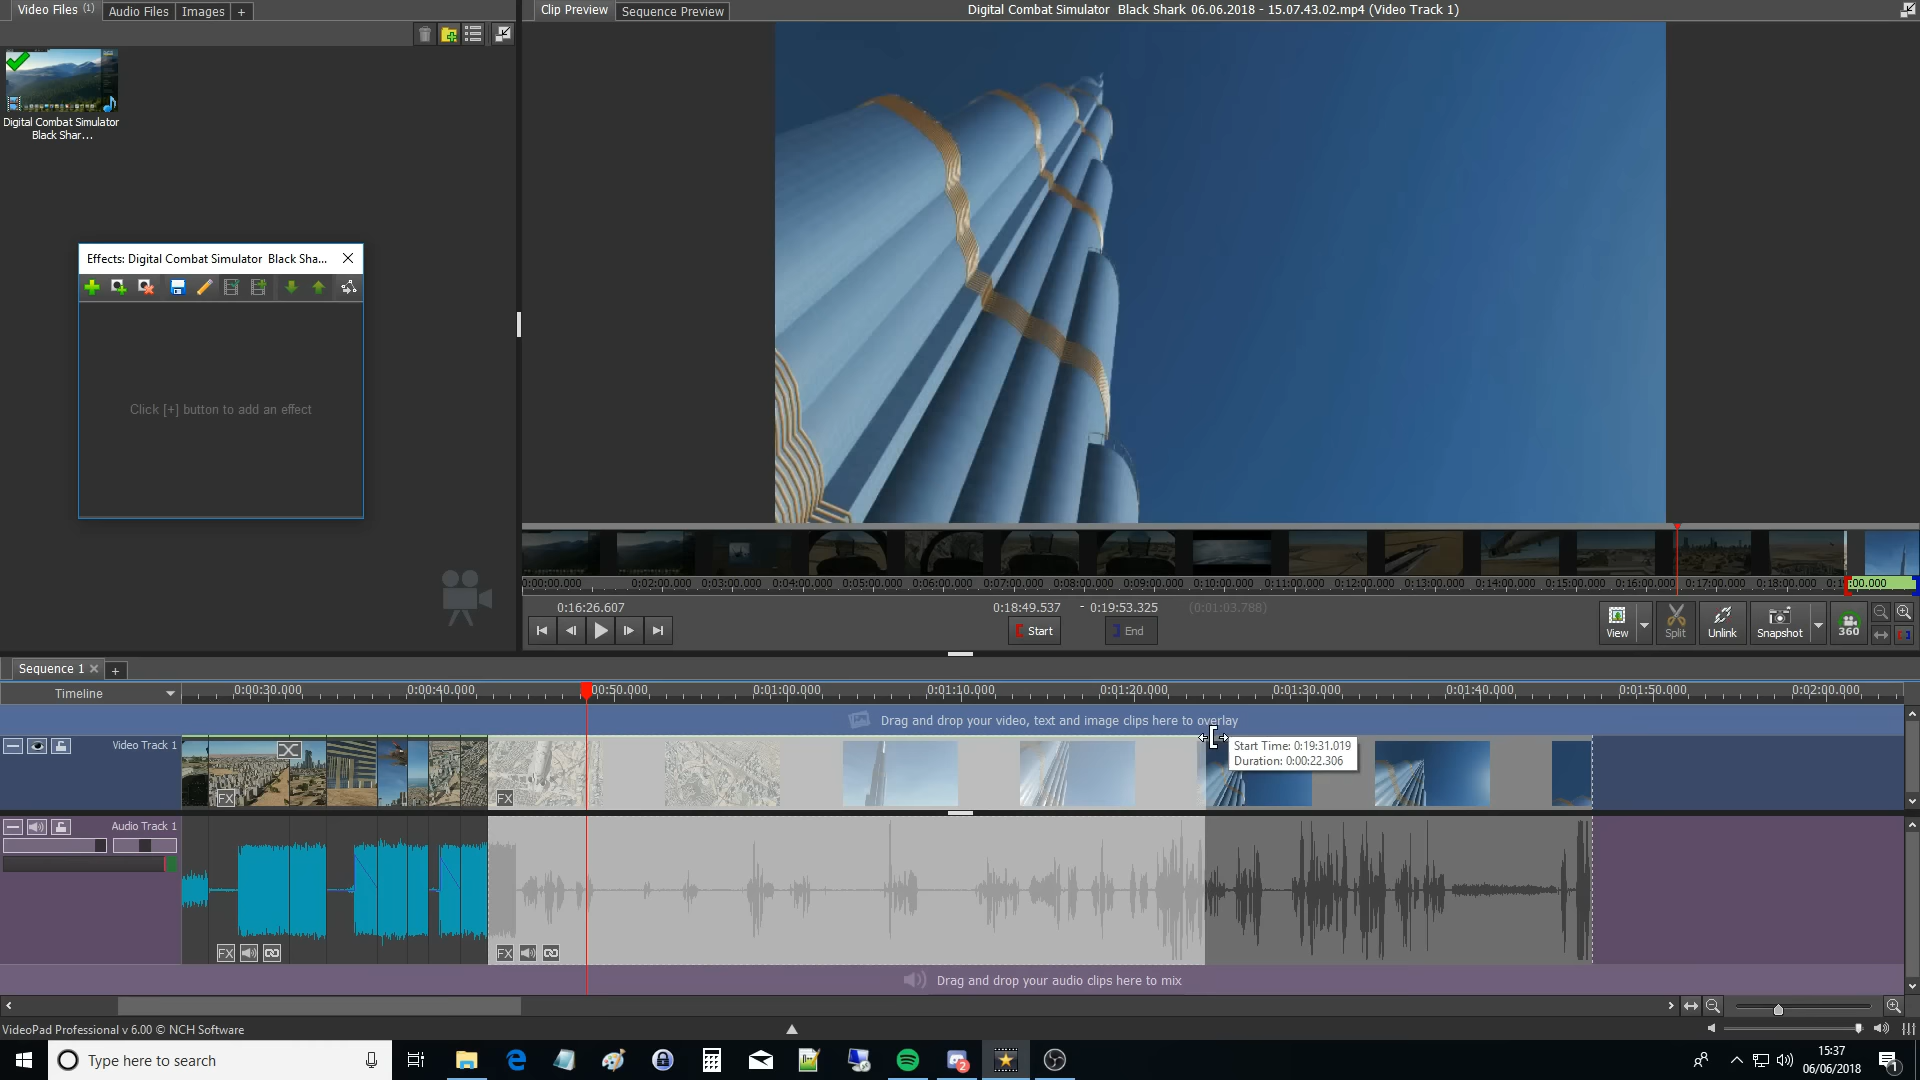 Video Files (1)
Audio Files
Images
+
Clip Preview
Sequence Preview
Digital Combat Simulator  Black Shark 06.06.2018 - 15.07.43.02.mp4 (Video Track 1)
Digital Combat Simulator
Black Shar...
Effects: Digital Combat Simulator  Black Sha...
Click [+] button to add an effect
0:00:00.000 0:02:00.000 0:03:00.000 0:04:00.000 0:05:00.000 0:06:00.000 0:07:00.000 0:08:00.000 0:09:00.000 0:10:00.000 0:11:00.000 0:12:00.000 0:13:00.000 0:14:00.000 0:15:00.000 0:16:00.000 0:17:00.000 0:18:00.000 :00.000
0:16:26.607
0:18:49.537 - 0:19:53.325 (0:01:03.788)
Start
End
View
Split
Unlink
Snapshot
360
Sequence 1
+
Timeline
0:00:30.000 0:00:40.000 0:00:50.000 0:01:00.000 0:01:10.000 0:01:20.000 0:01:30.000 0:01:40.000 0:01:50.000 0:02:00.000
Drag and drop your video, text and image clips here to overlay
Video Track 1
FX
FX
Start Time: 0:19:31.019
Duration: 0:00:22.306
Audio Track 1
FX
FX
Drag and drop your audio clips here to mix
VideoPad Professional v 6.00 © NCH Software
Type here to search
2
15:37
06/06/2018
1